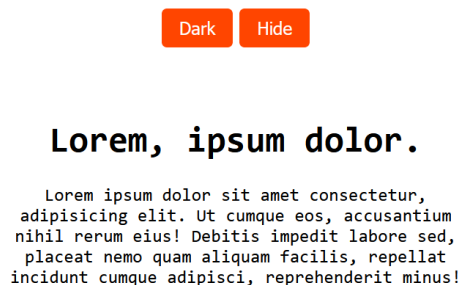 Dark Hide
Lorem, ipsum dolor.
Lorem ipsum dolor sit amet consectetur,
adipisicing elit. Ut cumque eos, accusantium
nihil rerum eius! Debitis impedit labore sed,
placeat nemo quam aliquam facilis, repellat
incidunt cumque adipisci, reprehenderit minus!